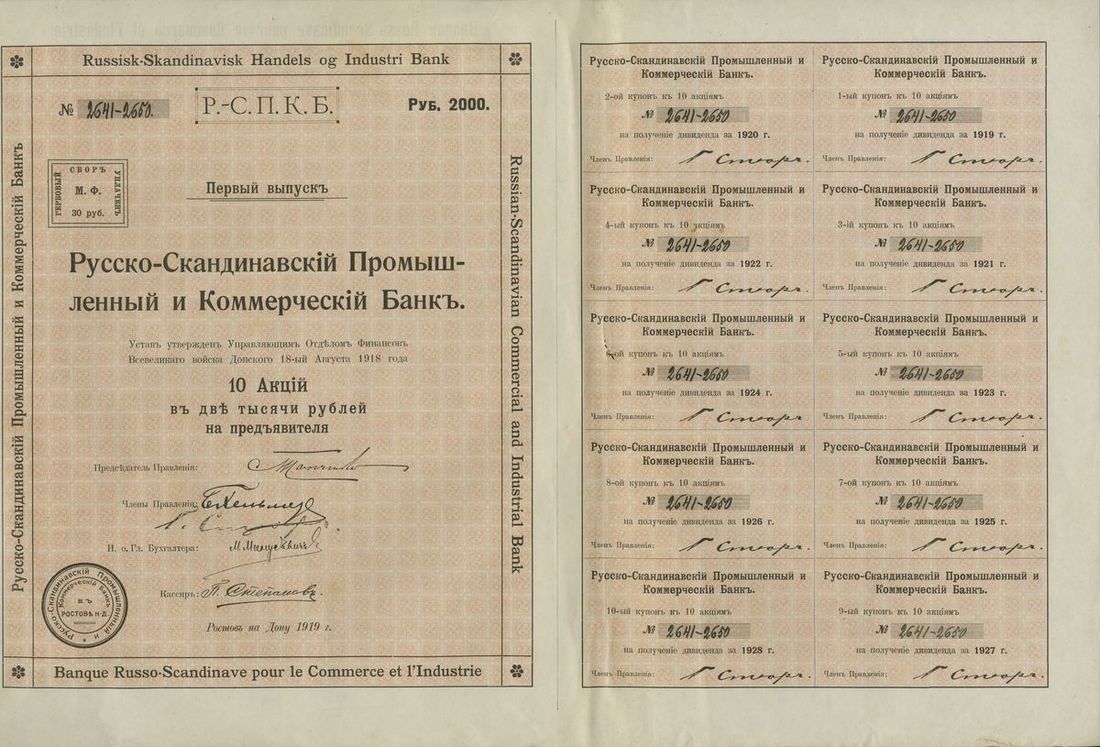 Russisk-Skandinavisk Handels og Industri Bank
№ 2641-2650.
Р.-С.П.К.Б.
Руб. 2000.
СБОРЪ
ГЕРБОВЫЙ
М. Ф.
УПЛАЧЕНЪ
30 руб.
Первый выпускъ
Русско-Скандинавскій Промыш-
ленный и Коммерческій Банкъ.
Уставъ утвержденъ Управляющимъ Отдѣломъ Финансовъ
Всевеликаго войска Донского 18-ый Августа 1918 года
10 Акцій
въ двѣ тысячи рублей
на предъявителя
Предсѣдатель Правленія:
Члены Правленія:
И. о. Гл. Бухгалтера:
Кассиръ: П. Степановъ.
Ростовъ на Дону 1919 г.
Русско-Скандинавскій Промышленный и
Коммерческій Банкъ
въ
РОСТОВѢ Н-Д.
Banque Russo-Scandinave pour le Commerce et l'Industrie
Русско-Скандинавскій Промышленный и Коммерческій Банкъ
Russian-Scandinavian Commercial and Industrial Bank
Русско-Скандинавскій Промышленный и
Коммерческій Банкъ.
2-ой купонъ къ 10 акціямъ
№ 2641-2650
на полученіе дивиденда за 1920 г.
Членъ Правленія:
Русско-Скандинавскій Промышленный и
Коммерческій Банкъ.
1-ый купонъ къ 10 акціямъ
№ 2641-2650
на полученіе дивиденда за 1919 г.
Членъ Правленія:
Русско-Скандинавскій Промышленный и
Коммерческій Банкъ.
4-ый купонъ къ 10 акціямъ
№ 2641-2650
на полученіе дивиденда за 1922 г.
Членъ Правленія:
Русско-Скандинавскій Промышленный и
Коммерческій Банкъ.
3-ій купонъ къ 10 акціямъ
№ 2641-2650
на полученіе дивиденда за 1921 г.
Членъ Правленія:
Русско-Скандинавскій Промышленный и
Коммерческій Банкъ.
6-ой купонъ къ 10 акціямъ
№ 2641-2650
на полученіе дивиденда за 1924 г.
Членъ Правленія:
Русско-Скандинавскій Промышленный и
Коммерческій Банкъ.
5-ый купонъ къ 10 акціямъ
№ 2641-2650
на полученіе дивиденда за 1923 г.
Членъ Правленія:
Русско-Скандинавскій Промышленный и
Коммерческій Банкъ.
8-ой купонъ къ 10 акціямъ
№ 2641-2650
на полученіе дивиденда за 1926 г.
Членъ Правленія:
Русско-Скандинавскій Промышленный и
Коммерческій Банкъ.
7-ой купонъ къ 10 акціямъ
№ 2641-2650
на полученіе дивиденда за 1925 г.
Членъ Правленія:
Русско-Скандинавскій Промышленный и
Коммерческій Банкъ.
10-ый купонъ къ 10 акціямъ
№ 2641-2650
на полученіе дивиденда за 1928 г.
Членъ Правленія:
Русско-Скандинавскій Промышленный и
Коммерческій Банкъ.
9-ый купонъ къ 10 акціямъ
№ 2641-2650
на полученіе дивиденда за 1927 г.
Членъ Правленія: